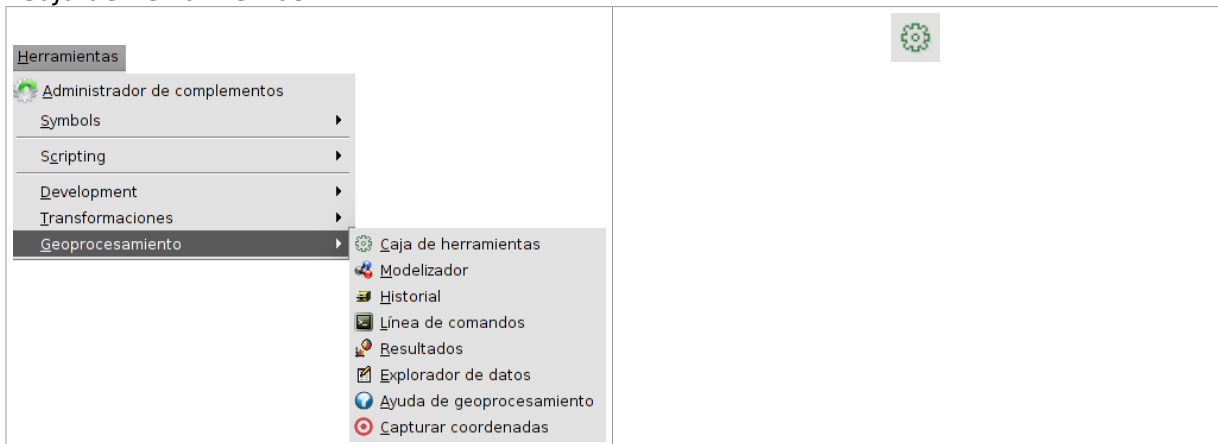 Herramientas
Administrador de complementos
Symbols
Scripting
Development
Transformaciones
Geoprocesamiento
Caja de herramientas
Modelizador
Historial
Línea de comandos
Resultados
Explorador de datos
Ayuda de geoprocesamiento
Capturar coordenadas